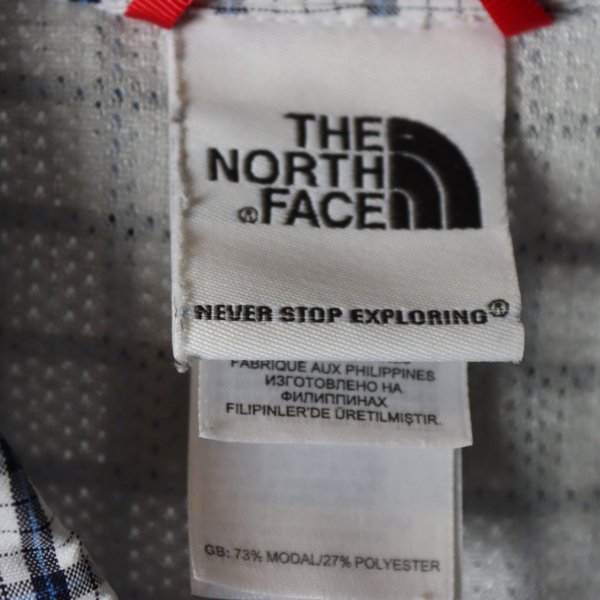 THE
NORTH
®FACE
NEVER STOP EXPLORING®
FABRIQUE AUX PHILIPPINES
ИЗГОТОВЛЕНО НА
ФИЛИППИНАХ
FILIPINLER'DE ÜRETILMIŞTIR.
GB: 73% MODAL/27% POLYESTER